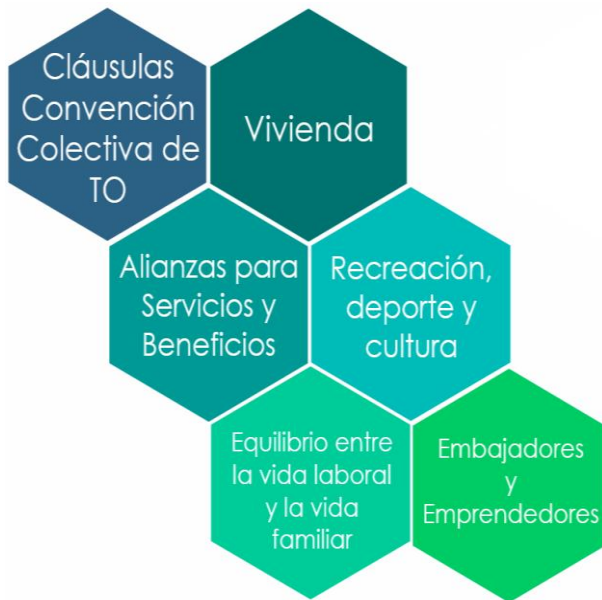 Cláusulas
Convención
Colectiva de
TO
Vivienda
Alianzas para
Servicios y
Beneficios
Recreación,
deporte y
cultura
Equilibrio entre
la vida laboral
y la vida
familiar
Embajadores
y
Emprendedores